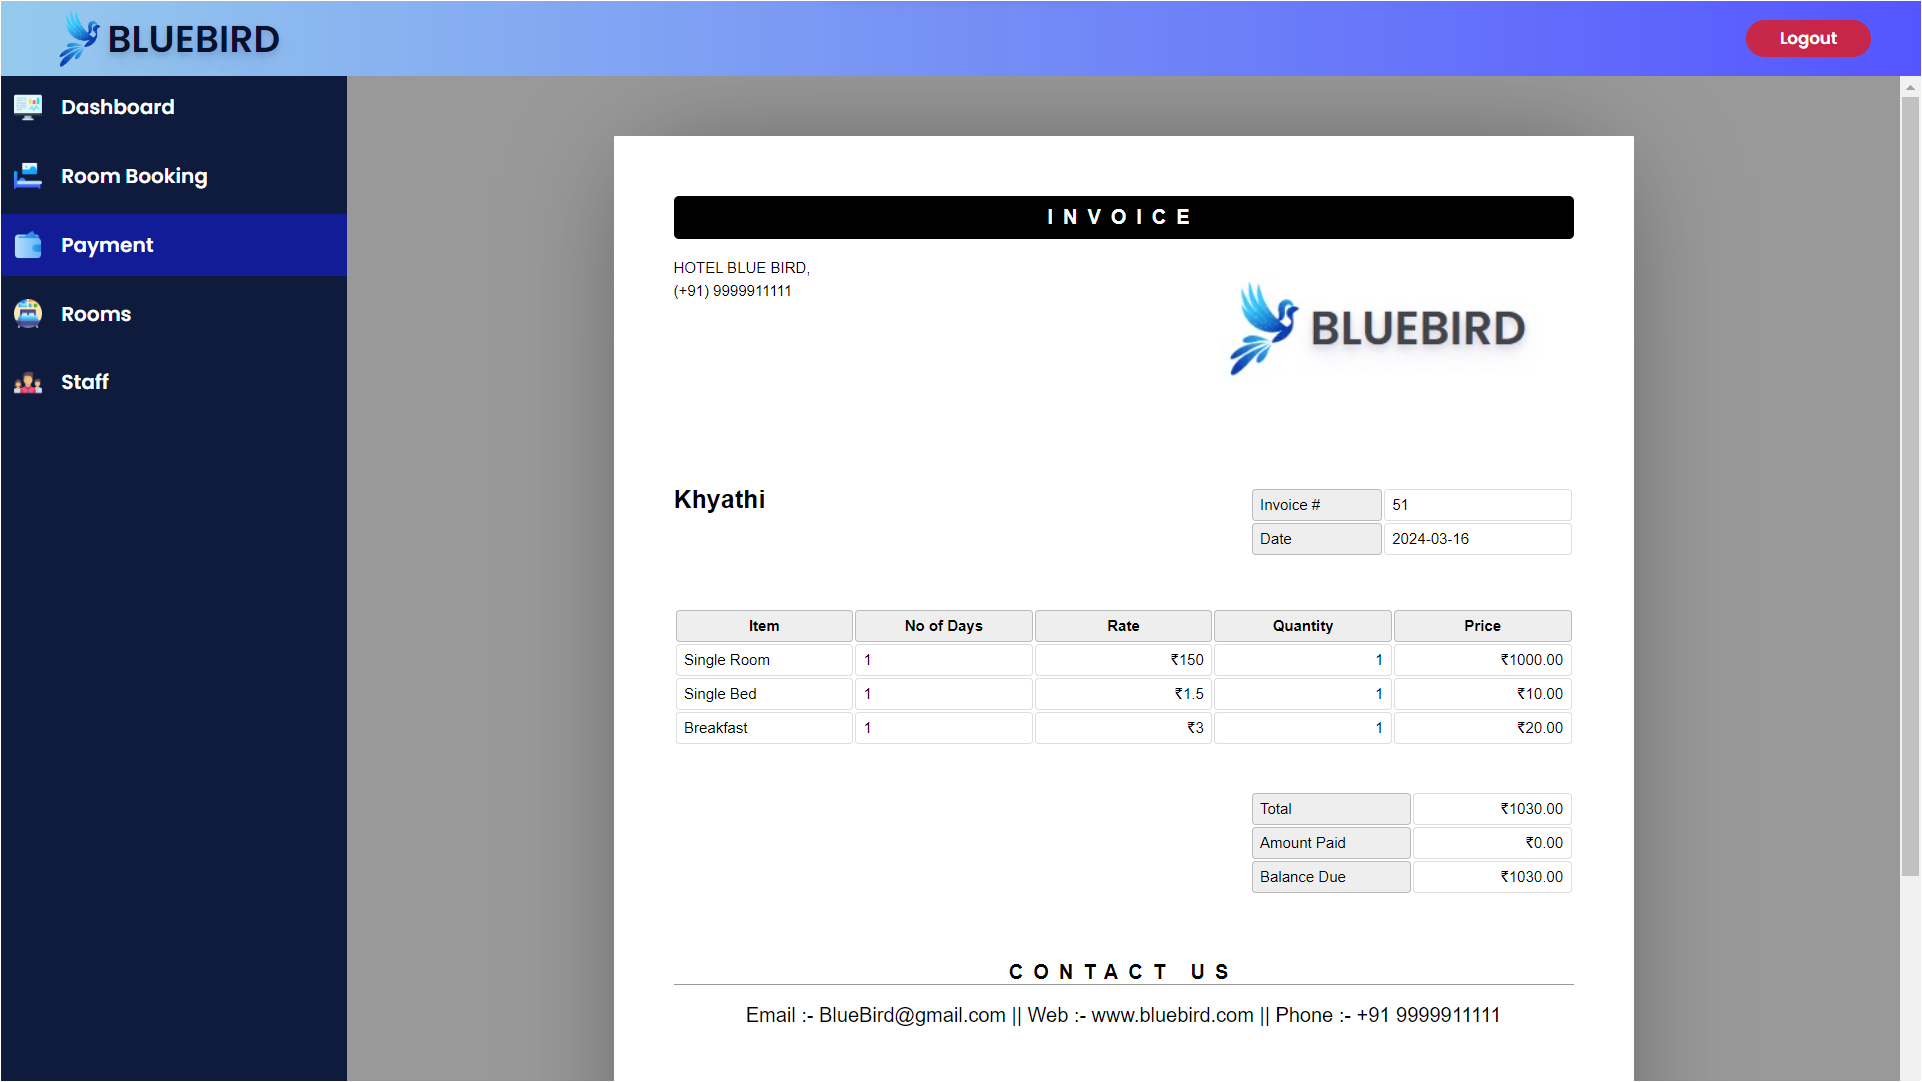 BLUEBIRD
Logout
Dashboard
Room Booking
Payment
Rooms
Staff
INVOICE
HOTEL BLUE BIRD,
(+91) 9999911111
BLUEBIRD
Khyathi
Invoice # 51
Date 2024-03-16
Item No of Days Rate Quantity Price
Single Room 1 ₹150 1 ₹1000.00
Single Bed 1 ₹1.5 1 ₹10.00
Breakfast 1 ₹3 1 ₹20.00
Total ₹1030.00
Amount Paid ₹0.00
Balance Due ₹1030.00
CONTACT US
Email :- BlueBird@gmail.com || Web :- www.bluebird.com || Phone :- +91 9999911111